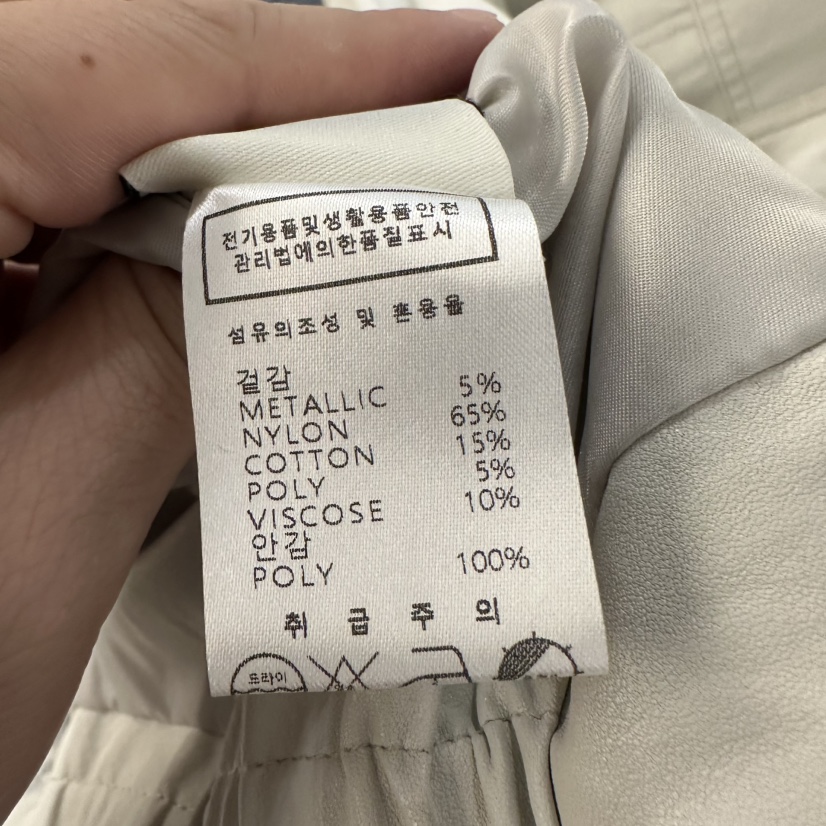 전기용품및생활용품안전
관리법에의한품질표시
섬유의조성 및 혼용율
겉감
METALLIC 5%
NYLON 65%
COTTON 15%
POLY 5%
VISCOSE 10%
안감
POLY 100%
취 급 주 의
드라이